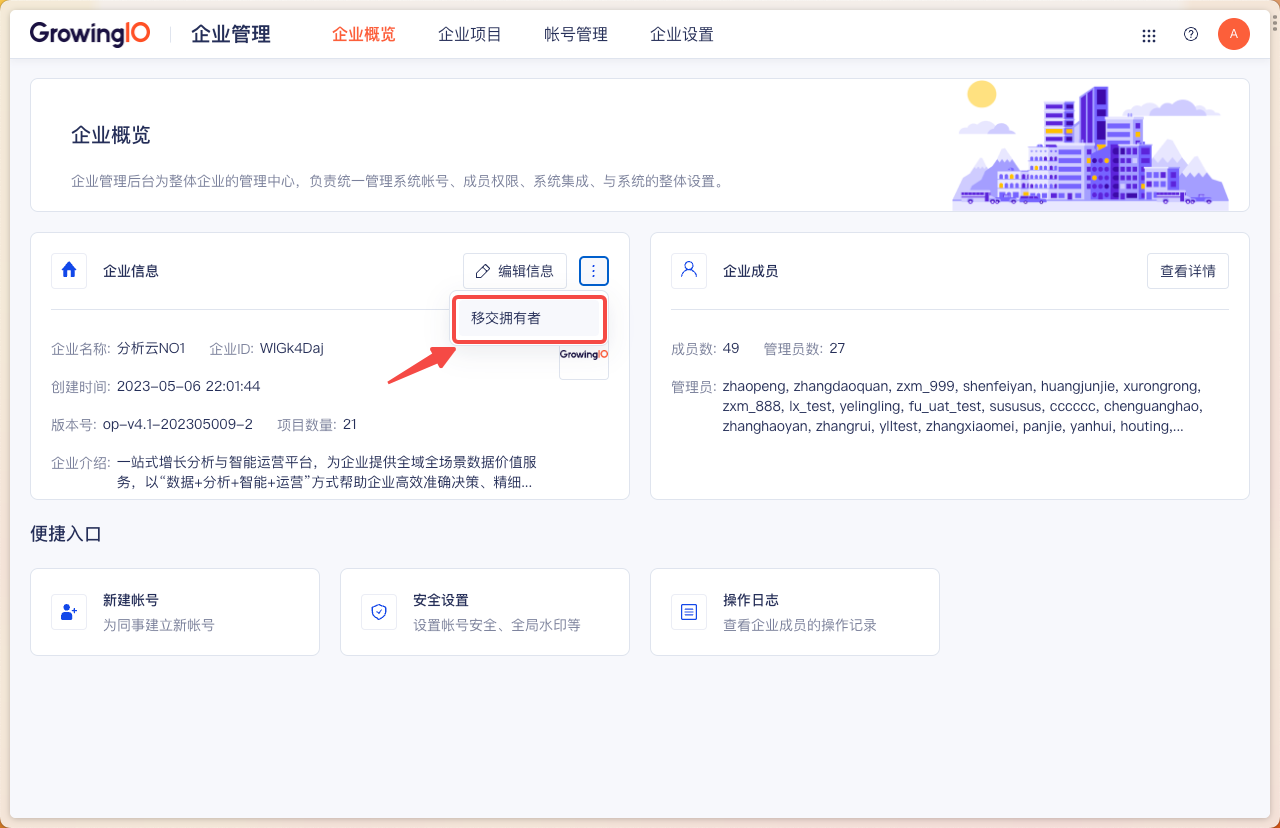 GrowingIO 企业管理 企业概览 企业项目 帐号管理 企业设置 A
企业概览
企业管理后台为整体企业的管理中心，负责统一管理系统帐号、成员权限、系统集成、与系统的整体设置。
企业信息 编辑信息
移交拥有者
GrowingIO
企业名称: 分析云NO1 企业ID: WlGk4Daj
创建时间: 2023-05-06 22:01:44
版本号: op-v4.1-202305009-2 项目数量: 21
企业介绍: 一站式增长分析与智能运营平台，为企业提供全域全场景数据价值服
务，以“数据+分析+智能+运营”方式帮助企业高效准确决策、精细...
企业成员 查看详情
成员数: 49 管理员数: 27
管理员: zhaopeng, zhangdaoquan, zxm_999, shenfeiyan, huangjunjie, xurongrong,
zxm_888, lx_test, yelingling, fu_uat_test, sususus, cccccc, chenguanghao,
zhanghaoyan, zhangrui, ylltest, zhangxiaomei, panjie, yanhui, houting,...
便捷入口
新建帐号
为同事建立新帐号
安全设置
设置帐号安全、全局水印等
操作日志
查看企业成员的操作记录